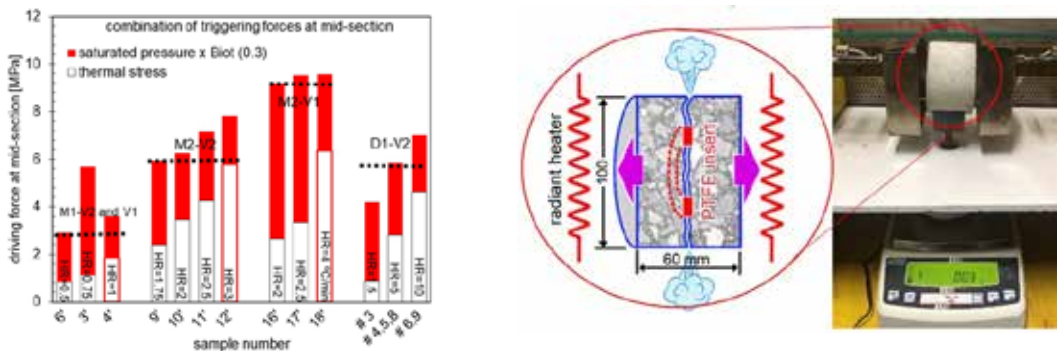 12
10
8
6
4
2
0
driving force at mid-section [MPa]
combination of triggering forces at mid-section
saturated pressure x Biot (0.3)
thermal stress
M1-V2 and V1
M2-V2
M2-V1
D1-V2
HR=0.5
HR=0.75
HR=1
HR=1.75
HR=2
HR=2.5
HR=3
HR=2
HR=2.5
HR=4 ºC/min
HR=1.5
HR=5
HR=10
6'
3'
4'
9'
10'
11'
12'
16'
17'
18'
# 3
# 4,5,8
# 6,9
sample number
radiant heater
100
PTFE insert
60 mm